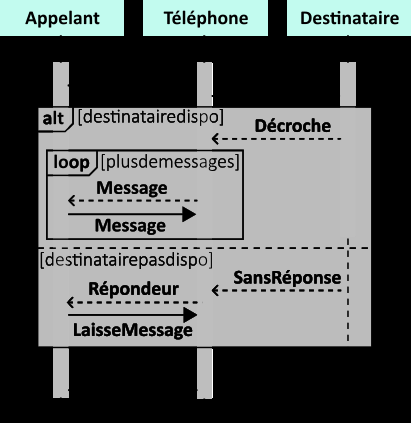 Appelant Téléphone Destinataire
alt [destinatairedispo]
Décroche
loop [plusdemessages]
Message
Message
[destinatairepasdispo]
SansRéponse
Répondeur
LaisseMessage